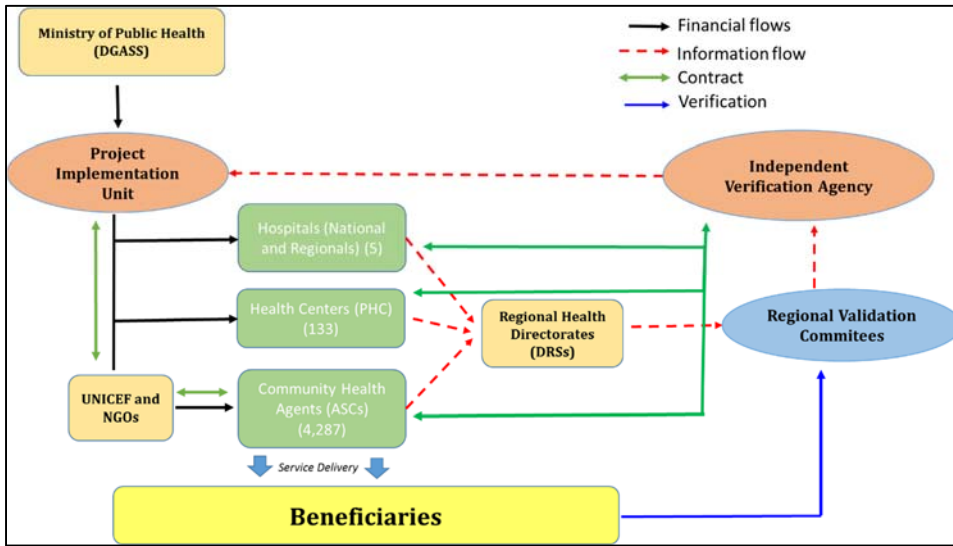 Ministry of Public Health
(DGASS)
Financial flows
Information flow
Contract
Verification
Project
Implementation
Unit
Independent
Verification Agency
Hospitals (National
and Regionals) (5)
Health Centers (PHC)
(133)
Regional Health
Directorates
(DRSs)
Regional Validation
Commitees
UNICEF and
NGOs
Community Health
Agents (ASCs)
(4,287)
Service Delivery
Beneficiaries